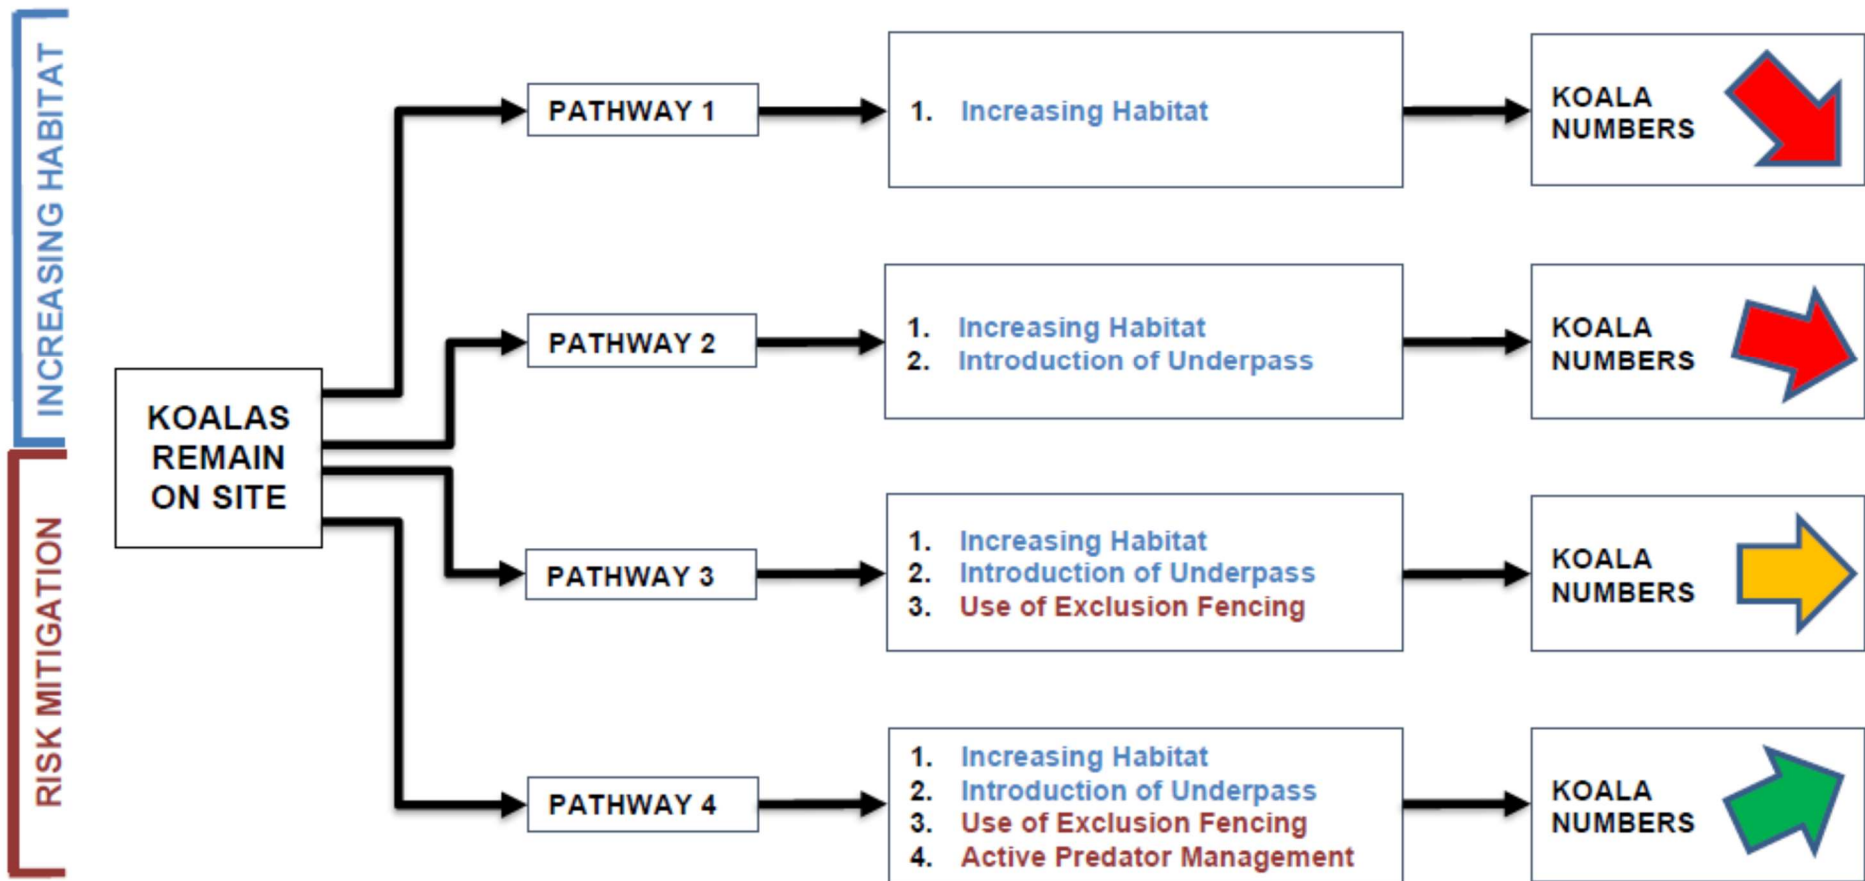 INCREASING HABITAT
RISK MITIGATION
KOALAS
REMAIN
ON SITE
PATHWAY 1
1. Increasing Habitat
KOALA
NUMBERS
PATHWAY 2
1. Increasing Habitat
2. Introduction of Underpass
KOALA
NUMBERS
PATHWAY 3
1. Increasing Habitat
2. Introduction of Underpass
3. Use of Exclusion Fencing
KOALA
NUMBERS
PATHWAY 4
1. Increasing Habitat
2. Introduction of Underpass
3. Use of Exclusion Fencing
4. Active Predator Management
KOALA
NUMBERS